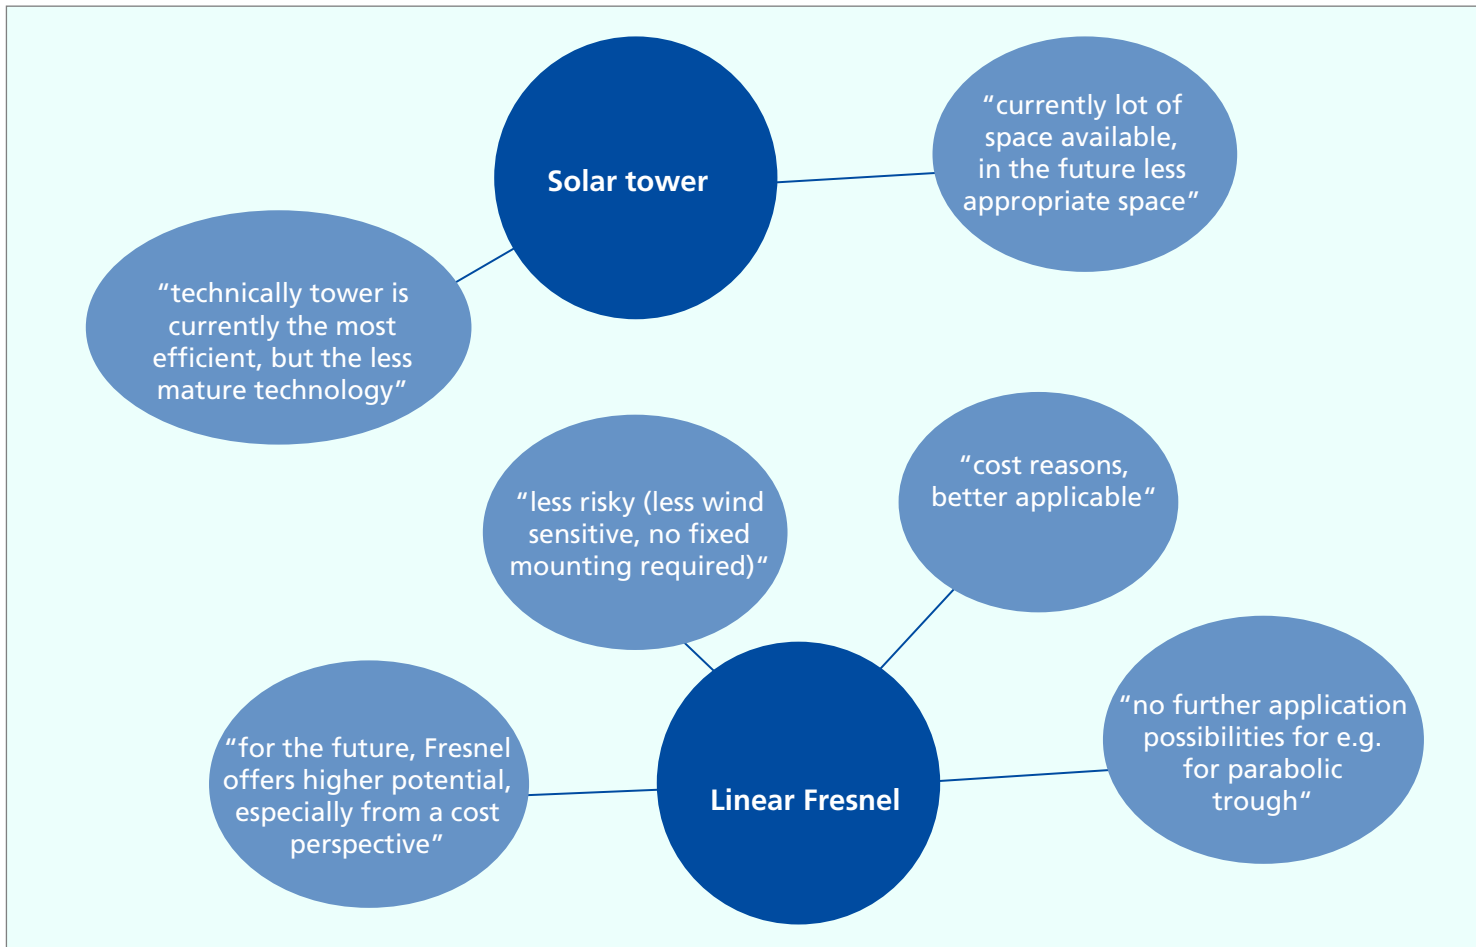 Solar tower
“currently lot of
space available,
in the future less
appropriate space”
“technically tower is
currently the most
efficient, but the less
mature technology”
“less risky (less wind
sensitive, no fixed
mounting required)“
“cost reasons,
better applicable“
“for the future, Fresnel
offers higher potential,
especially from a cost
perspective”
Linear Fresnel
“no further application
possibilities for e.g.
for parabolic
trough“